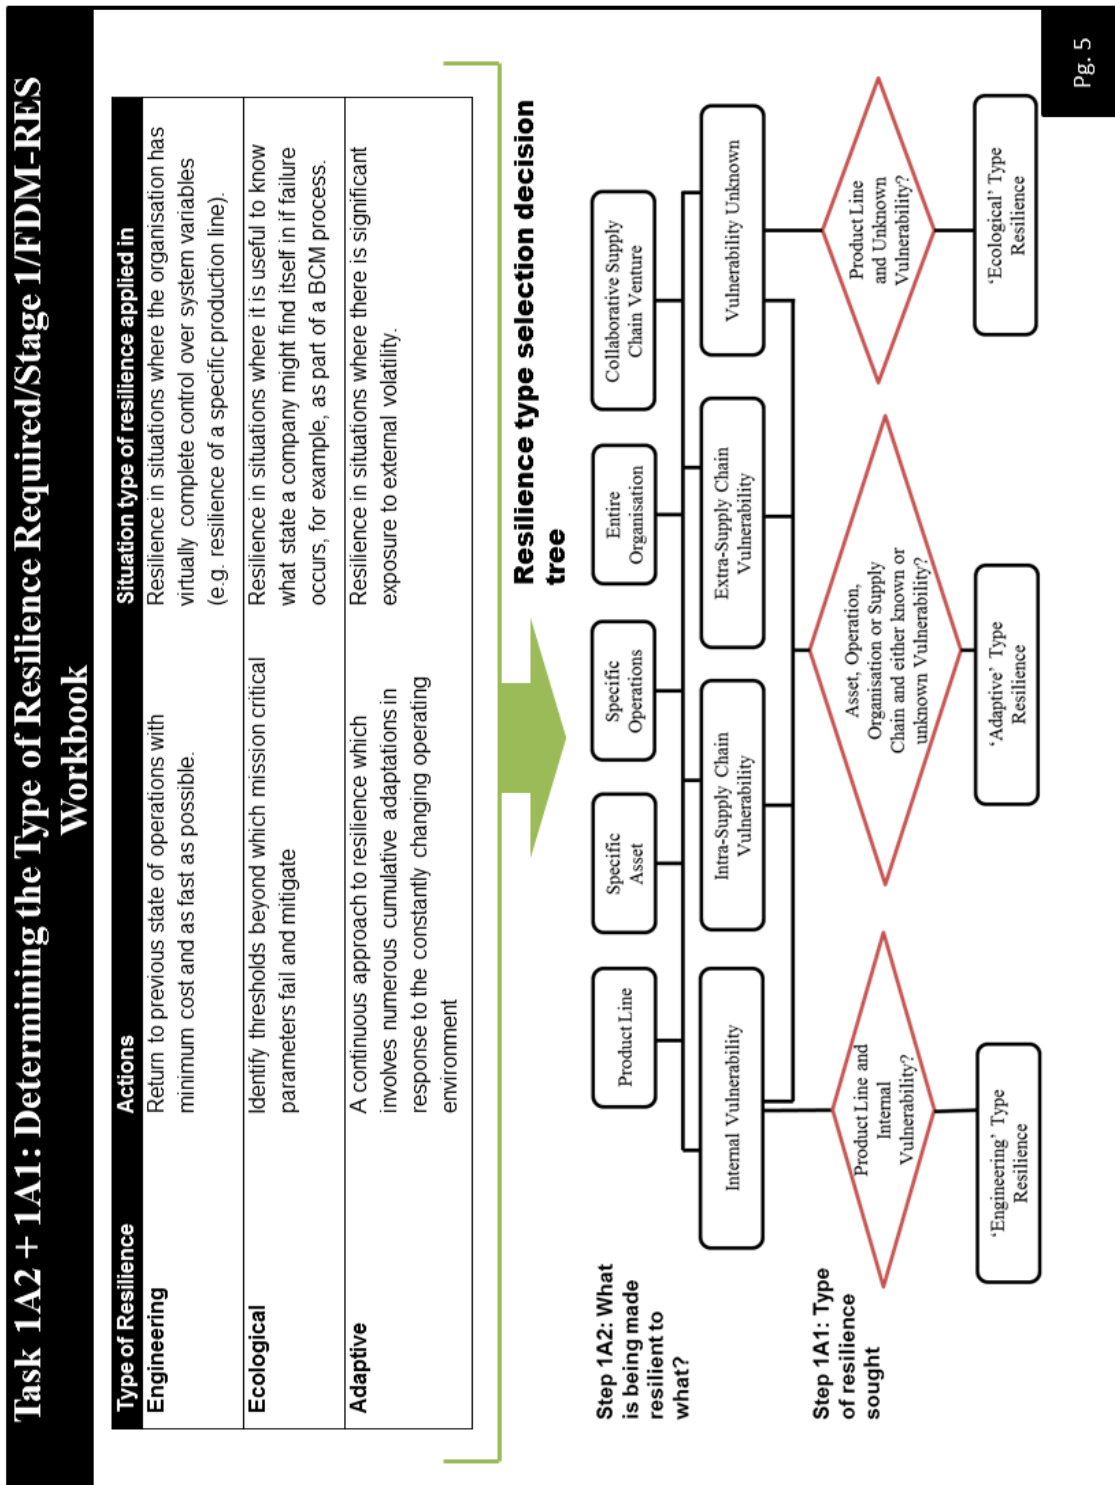 Task 1A2 + 1A1: Determining the Type of Resilience Required/Stage 1/FDM-RES
Workbook
Type of Resilience
Actions
Situation type of resilience applied in
Engineering
Return to previous state of operations with
minimum cost and as fast as possible.
Resilience in situations where the organisation has
virtually complete control over system variables
(e.g. resilience of a specific production line).
Ecological
Identify thresholds beyond which mission critical
parameters fail and mitigate
Resilience in situations where it is useful to know
what state a company might find itself in if failure
occurs, for example, as part of a BCM process.
Adaptive
A continuous approach to resilience which
involves numerous cumulative adaptations in
response to the constantly changing operating
environment
Resilience in situations where there is significant
exposure to external volatility.
Resilience type selection decision
tree
Step 1A2: What
is being made
resilient to
what?
Product Line
Specific
Asset
Specific
Operations
Entire
Organisation
Collaborative Supply
Chain Venture
Internal Vulnerability
Intra-Supply Chain
Vulnerability
Extra-Supply Chain
Vulnerability
Vulnerability Unknown
Step 1A1: Type
of resilience
sought
Product Line and
Internal
Vulnerability?
Asset, Operation,
Organisation or Supply
Chain and either known or
unknown Vulnerability?
Product Line
and Unknown
Vulnerability?
‘Engineering’ Type
Resilience
‘Adaptive’ Type
Resilience
‘Ecological’ Type
Resilience
Pg. 5